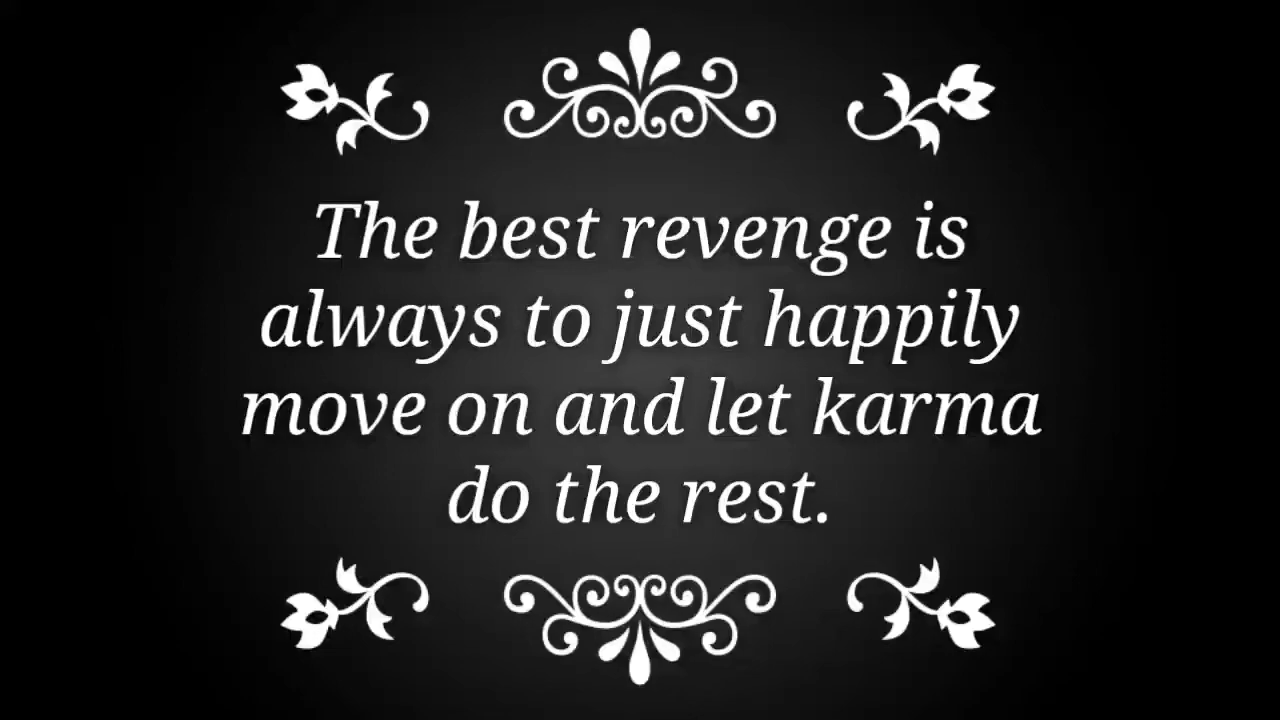 The best revenge is
always to just happily
move on and let karma
do the rest.